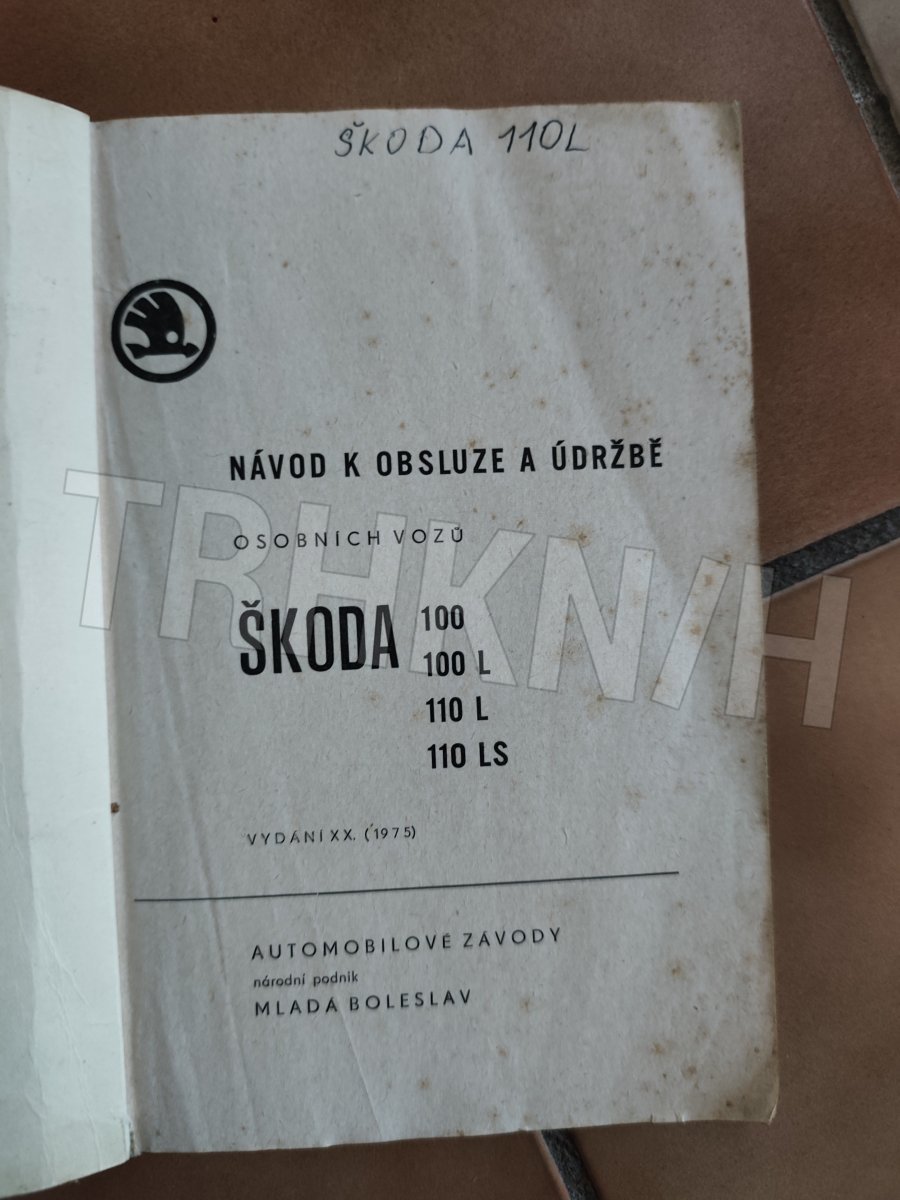 ŠKODA 110L
NÁVOD K OBSLUZE A ÚDRŽBĚ
OSOBNÍCH VOZŮ
ŠKODA 100
100 L
110 L
110 LS
VYDÁNÍ XX. (1975)
AUTOMOBILOVÉ ZÁVODY
národní podnik
MLADÁ BOLESLAV
TRHKNIH